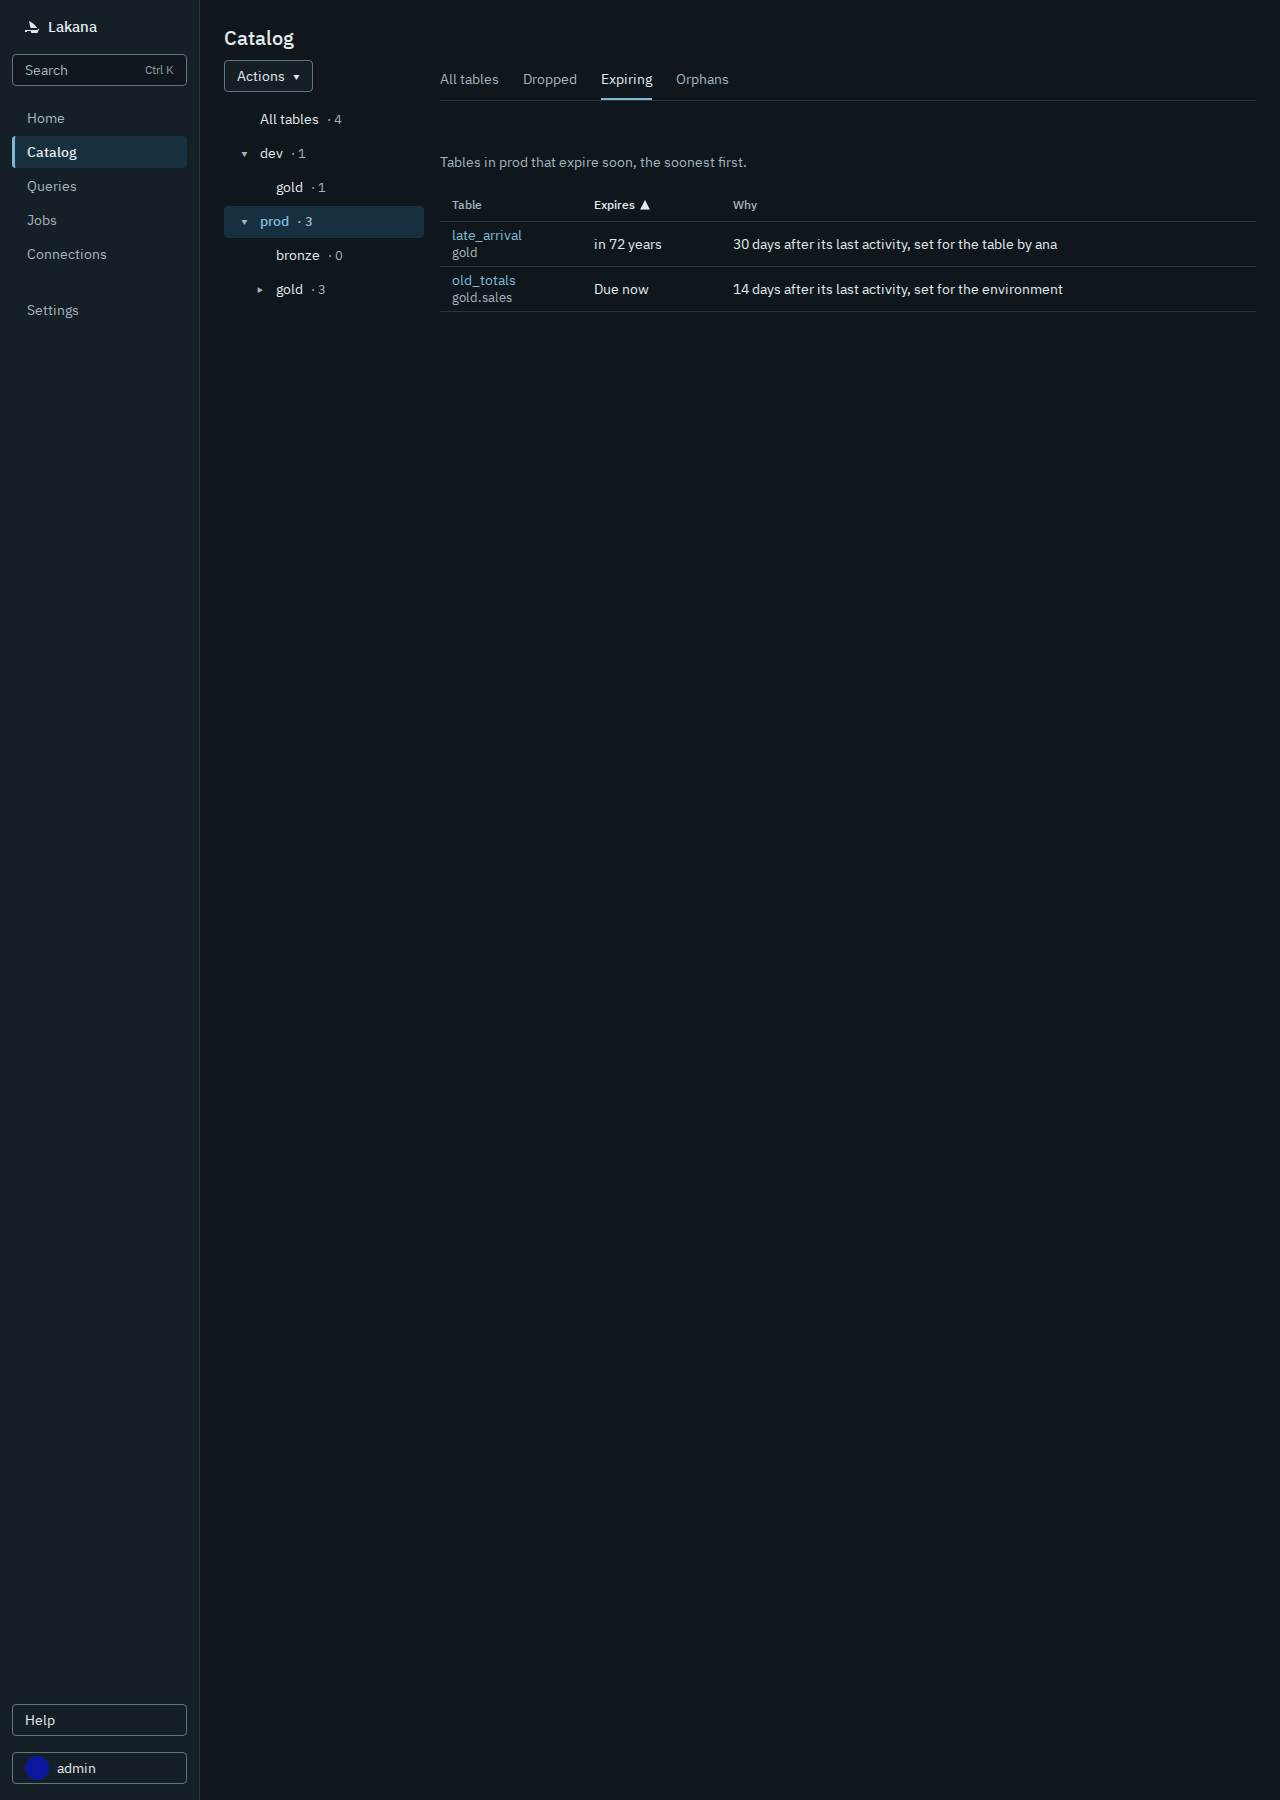 Lakana
Search Ctrl K
Home
Catalog
Queries
Jobs
Connections
Settings
Help
admin
Catalog
Actions ▾
All tables · 4
▾ dev · 1
gold · 1
▾ prod · 3
bronze · 0
▸ gold · 3
All tables Dropped Expiring Orphans
Tables in prod that expire soon, the soonest first.
Table Expires ▲ Why
late_arrival
gold
in 72 years
30 days after its last activity, set for the table by ana
old_totals
gold.sales
Due now
14 days after its last activity, set for the environment